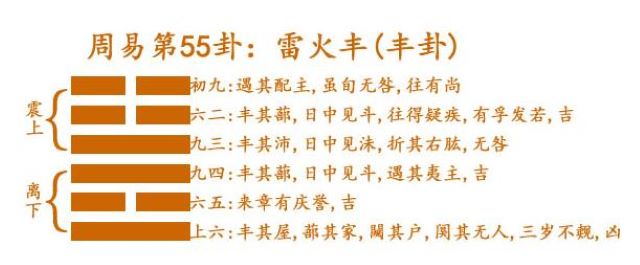 周易第55卦：雷火丰(丰卦)
震上
初九:遇其配主,虽旬无咎,往有尚
六二:丰其蔀,日中见斗,往得疑疾,有孚发若,吉
九三:丰其沛,日中见沬,折其右肱,无咎
离下
九四:丰其蔀,日中见斗,遇其夷主,吉
六五:来章有庆誉,吉
上六:丰其屋,蔀其家,闚其户,阒其无人,三岁不觌,凶